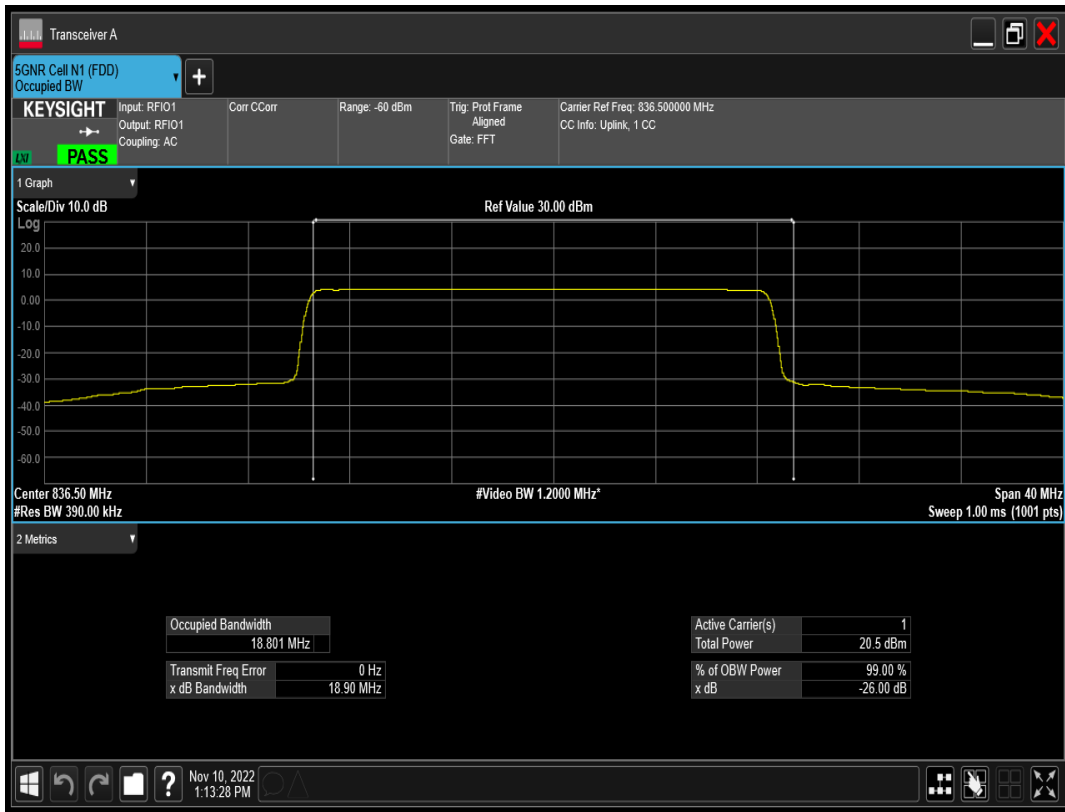 Transceiver A
5GNR Cell N1 (FDD)
Occupied BW
KEYSIGHT
LXI
PASS
Input: RFIO1
Output: RFIO1
Coupling: AC
Corr CCorr
Range: -60 dBm
Trig: Prot Frame
Aligned
Gate: FFT
Carrier Ref Freq: 836.500000 MHz
CC Info: Uplink, 1 CC
1 Graph
Scale/Div 10.0 dB
Ref Value 30.00 dBm
Log
20.0
10.0
0.00
-10.0
-20.0
-30.0
-40.0
-50.0
-60.0
Center 836.50 MHz
#Video BW 1.2000 MHz*
Span 40 MHz
#Res BW 390.00 kHz
Sweep 1.00 ms (1001 pts)
2 Metrics
Occupied Bandwidth
18.801 MHz
Transmit Freq Error 0 Hz
x dB Bandwidth 18.90 MHz
Active Carrier(s) 1
Total Power 20.5 dBm
% of OBW Power 99.00 %
x dB -26.00 dB
Nov 10, 2022
1:13:28 PM